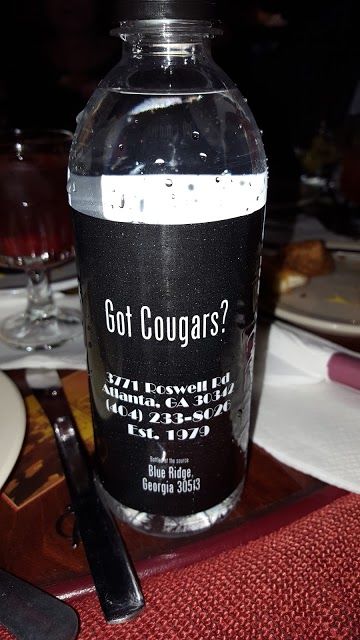 Got Cougars?
3771 Roswell Rd
Atlanta, GA 30342
(404) 233-8026
Est. 1979
Bottled at the source
Blue Ridge,
Georgia 30513